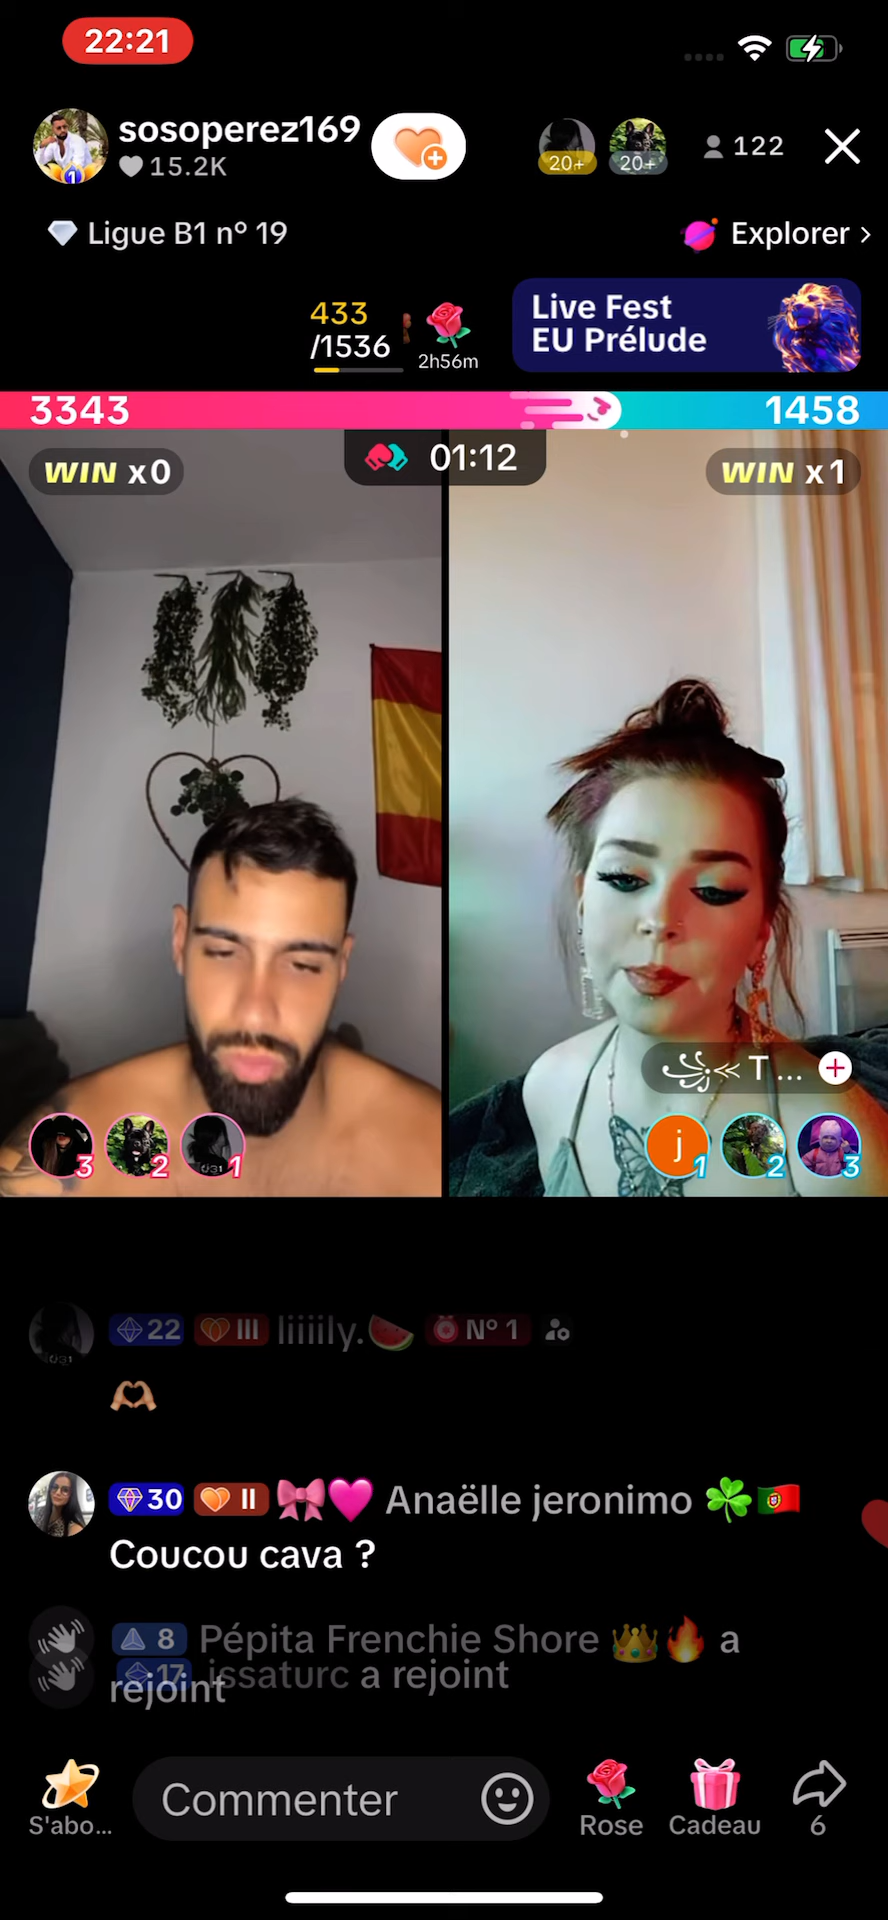 22:21
sosoperez169
15.2K
1
20+
20+
122
Ligue B1 n° 19
Explorer >
433
/1536
2h56m
Live Fest
EU Prélude
3343
1458
WIN x0
01:12
WIN x1
T...
3
2
1
j
1
2
3
22 III liiiily. N° 1
30 II Anaëlle jeronimo
Coucou cava ?
8 Pépita Frenchie Shore a
rejoint
17 issaturc a rejoint
S'abo...
Commenter
Rose
Cadeau
6